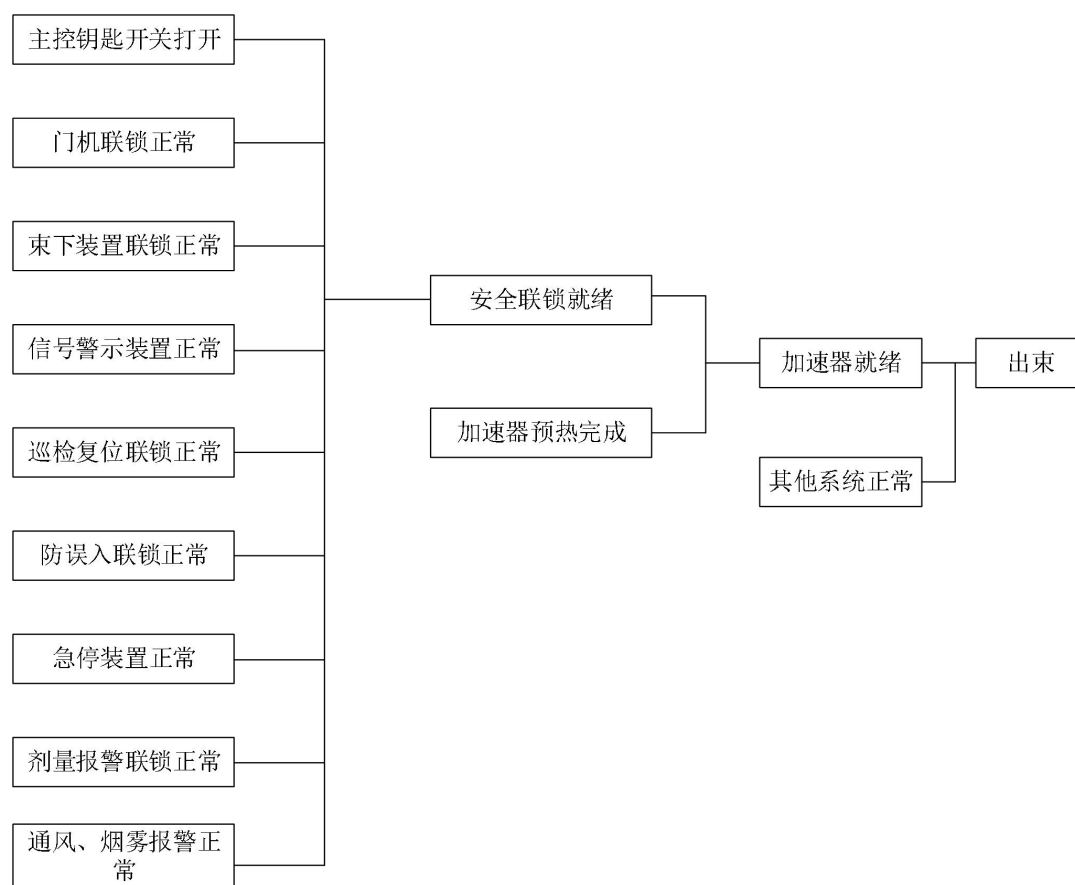 主控钥匙开关打开
门机联锁正常
束下装置联锁正常
信号警示装置正常
巡检复位联锁正常
防误入联锁正常
急停装置正常
剂量报警联锁正常
通风、烟雾报警正
常
安全联锁就绪
加速器预热完成
加速器就绪
其他系统正常
出束